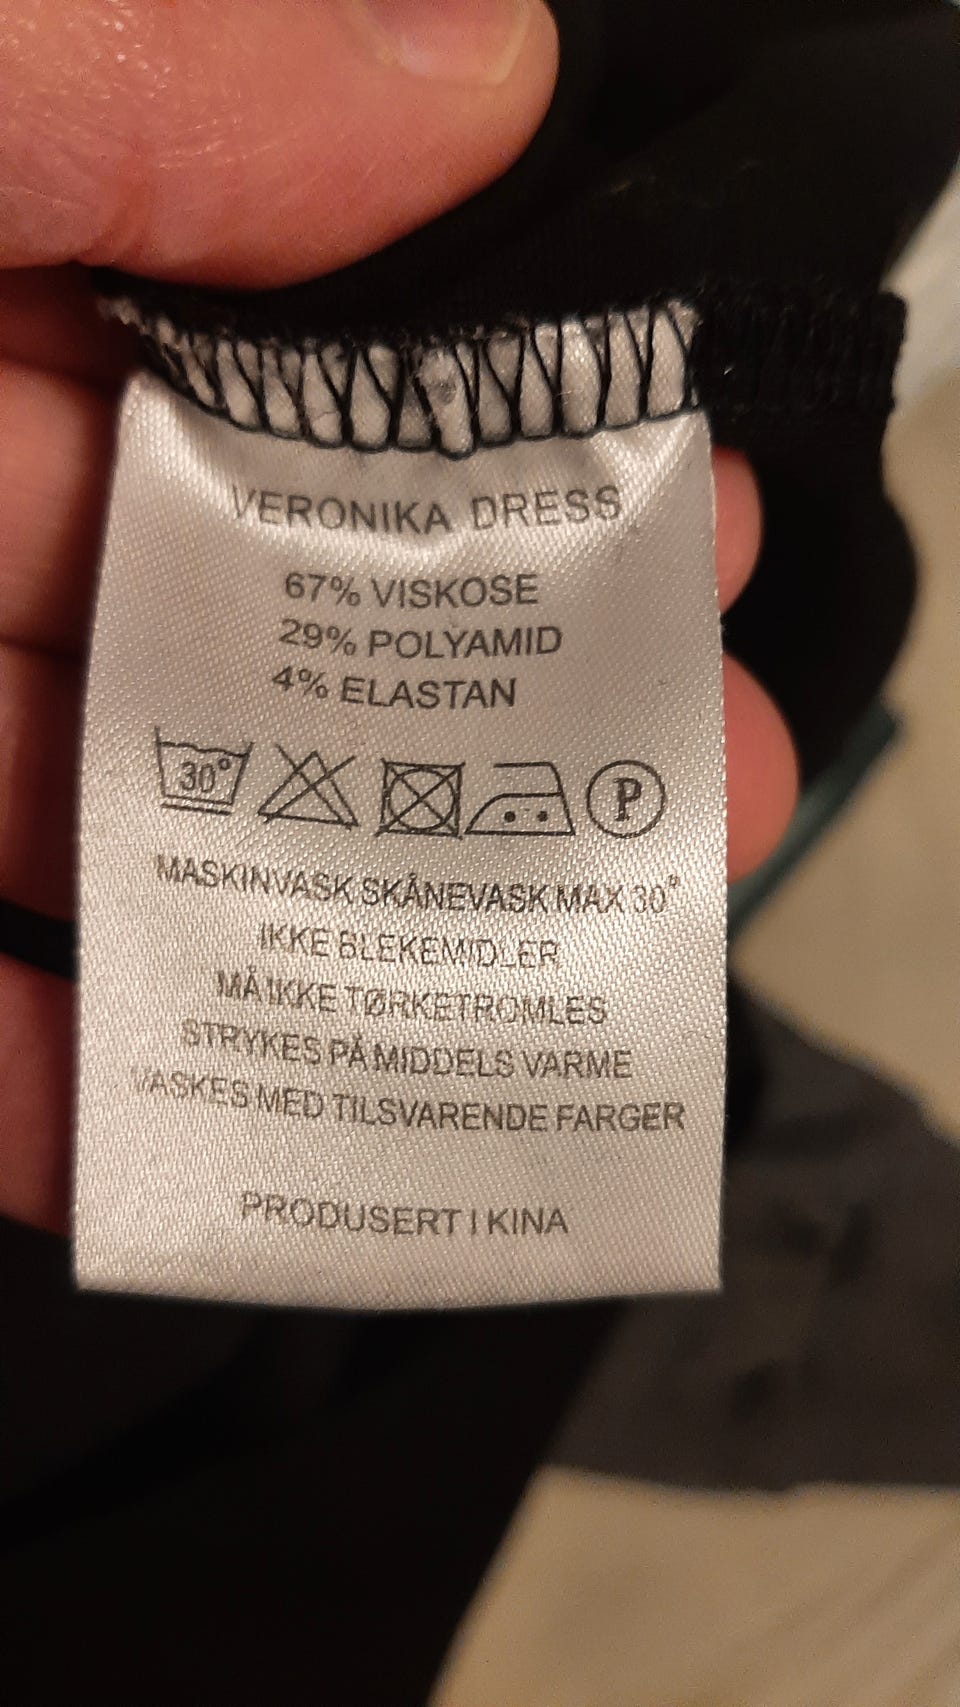 VERONIKA DRESS
67% VISKOSE
29% POLYAMID
4% ELASTAN
30° P
MASKINVASK SKÅNEVASK MAX 30°
IKKE BLEKEMIDLER
MÅ IKKE TØRKETROMLES
STRYKES PÅ MIDDELS VARME
VASKES MED TILSVARENDE FARGER
PRODUSERT I KINA